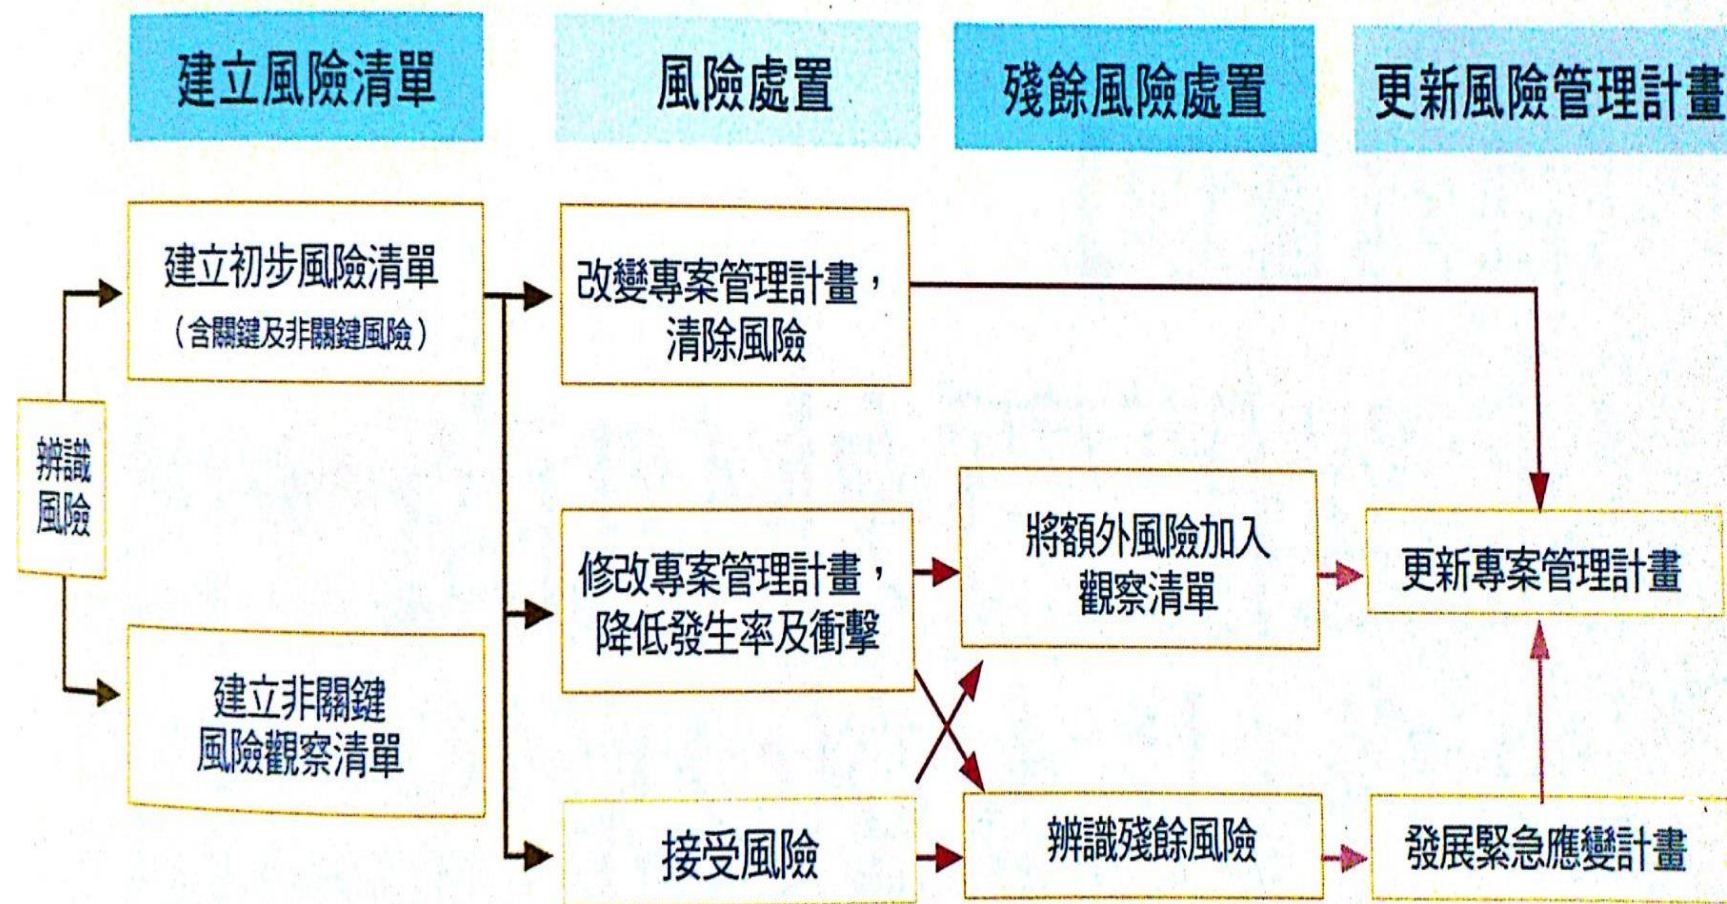 建立風險清單
風險處置
殘餘風險處置
更新風險管理計畫
辨識
風險
建立初步風險清單
（含關鍵及非關鍵風險）
建立非關鍵
風險觀察清單
改變專案管理計畫，
清除風險
修改專案管理計畫，
降低發生率及衝擊
接受風險
將額外風險加入
觀察清單
辨識殘餘風險
更新專案管理計畫
發展緊急應變計畫